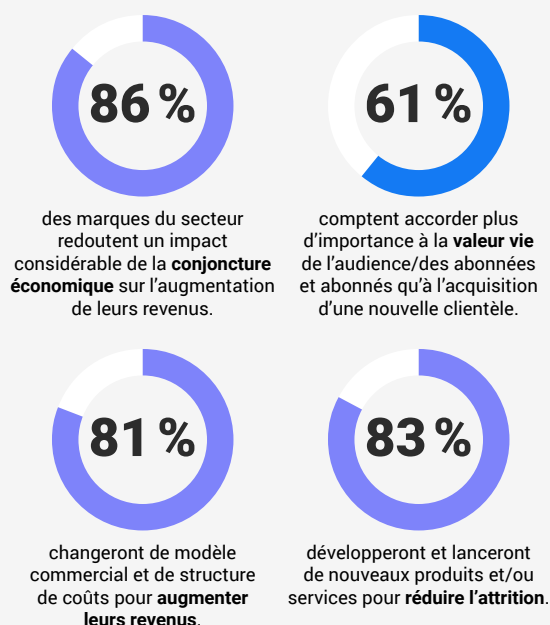 86 %
des marques du secteur
redoutent un impact
considérable de la conjoncture
économique sur l'augmentation
de leurs revenus.
61 %
comptent accorder plus
d'importance à la valeur vie
de l'audience/des abonnées
et abonnés qu'à l'acquisition
d'une nouvelle clientèle.
81 %
changeront de modèle
commercial et de structure
de coûts pour augmenter
leurs revenus.
83 %
développeront et lanceront
de nouveaux produits et/ou
services pour réduire l'attrition.